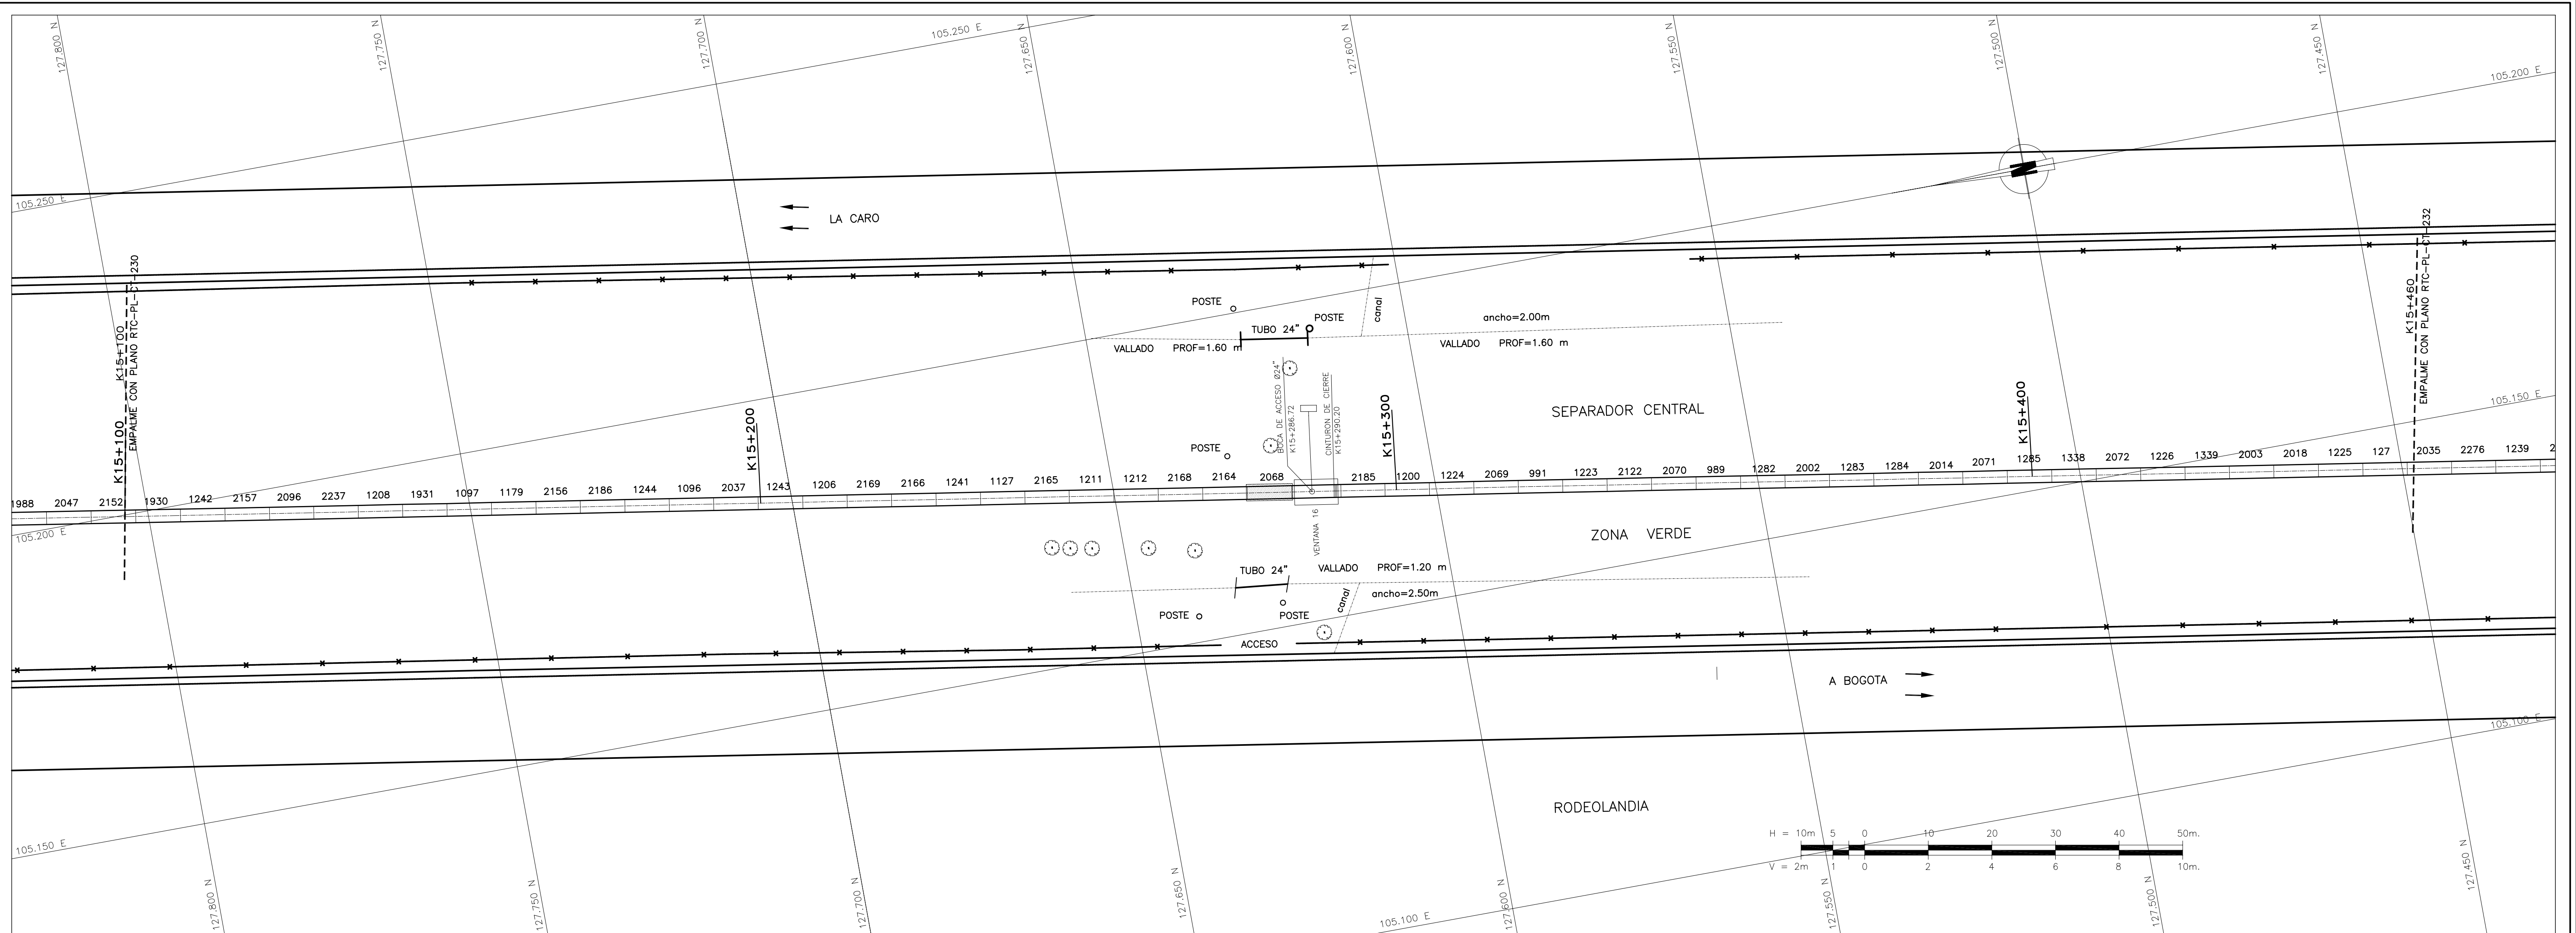 127.800 N
127.750 N
127.700 N
105.250 E
127.650 N
127.600 N
127.550 N
127.500 N
127.450 N
105.200 E
105.250 E
LA CARO
K15+100
EMPALME CON PLANO RTC-PL-CT-230
K15+460
EMPALME CON PLANO RTC-PL-CT-232
POSTE
TUBO 24"
POSTE
canal
ancho=2.00m
VALLADO PROF=1.60 m
VALLADO PROF=1.60 m
BOCA DE ACCESO Ø24"
K15+286.72
CINTURON DE CIERRE
K15+290.20
SEPARADOR CENTRAL
105.150 E
K15+100
K15+200
K15+300
K15+400
POSTE
1988 2047 2152 1930 1242 2157 2096 2237 1208 1931 1097 1179 2156 2186 1244 1096 2037 1243 1206 2169 2166 1241 1127 2165 1211 1212 2168 2164 2068 2185 1200 1224 2069 991 1223 2122 2070 989 1282 2002 1283 1284 2014 2071 1285 1338 2072 1226 1339 2003 2018 1225 127 2035 2276 1239 2
105.200 E
VENTANA 16
ZONA VERDE
TUBO 24"
VALLADO PROF=1.20 m
canal
ancho=2.50m
POSTE
POSTE
ACCESO
A BOGOTA
105.100 E
RODEOLANDIA
105.150 E
H = 10m 5 0 10 20 30 40 50m.
V = 2m 1 0 2 4 6 8 10m.
127.800 N
127.750 N
127.700 N
127.650 N
105.100 E
127.600 N
127.550 N
127.500 N
127.450 N
N